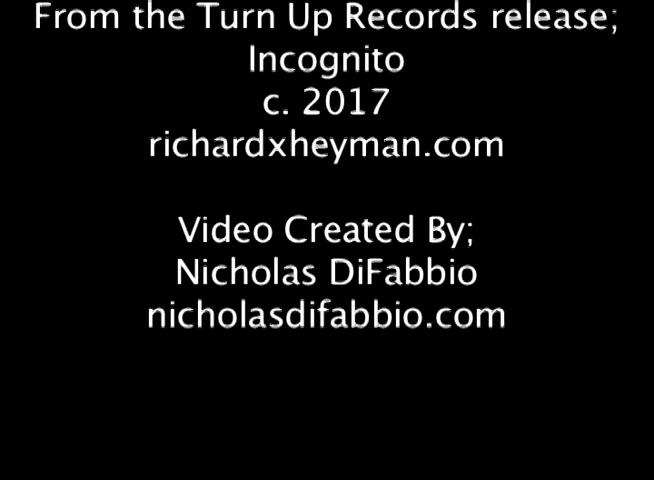 From the Turn Up Records release;
Incognito
c. 2017
richardxheyman.com
Video Created By;
Nicholas DiFabbio
nicholasdifabbio.com